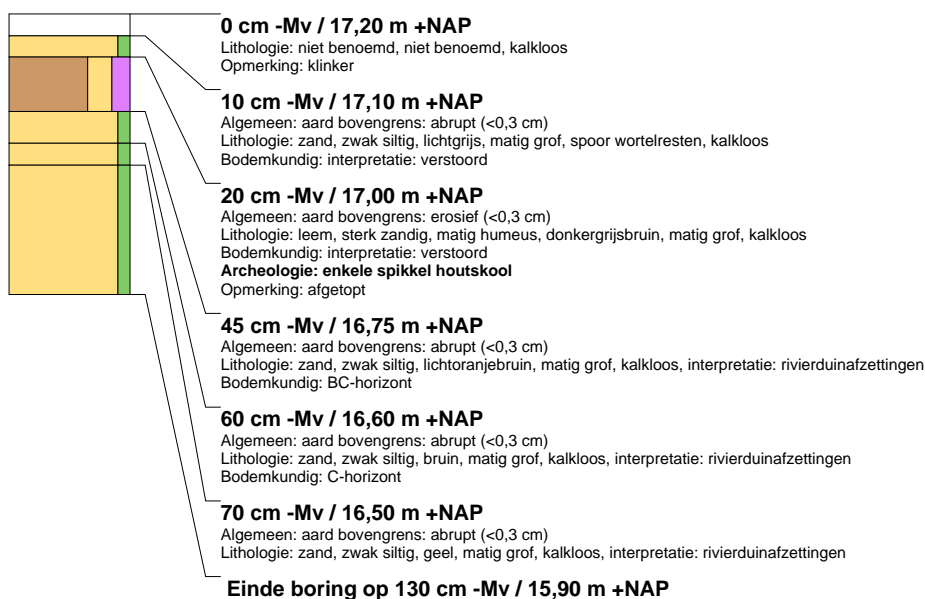 0 cm -Mv / 17,20 m +NAP
Lithologie: niet benoemd, niet benoemd, kalkloos
Opmerking: klinker
10 cm -Mv / 17,10 m +NAP
Algemeen: aard bovengrens: abrupt (<0,3 cm)
Lithologie: zand, zwak siltig, lichtgrijs, matig grof, spoor wortelresten, kalkloos
Bodemkundig: interpretatie: verstoord
20 cm -Mv / 17,00 m +NAP
Algemeen: aard bovengrens: erosief (<0,3 cm)
Lithologie: leem, sterk zandig, matig humeus, donkergrijsbruin, matig grof, kalkloos
Bodemkundig: interpretatie: verstoord
Archeologie: enkele spikkel houtskool
Opmerking: afgetopt
45 cm -Mv / 16,75 m +NAP
Algemeen: aard bovengrens: abrupt (<0,3 cm)
Lithologie: zand, zwak siltig, lichtoranjebruin, matig grof, kalkloos, interpretatie: rivierduinafzettingen
Bodemkundig: BC-horizont
60 cm -Mv / 16,60 m +NAP
Algemeen: aard bovengrens: abrupt (<0,3 cm)
Lithologie: zand, zwak siltig, bruin, matig grof, kalkloos, interpretatie: rivierduinafzettingen
Bodemkundig: C-horizont
70 cm -Mv / 16,50 m +NAP
Algemeen: aard bovengrens: abrupt (<0,3 cm)
Lithologie: zand, zwak siltig, geel, matig grof, kalkloos, interpretatie: rivierduinafzettingen
Einde boring op 130 cm -Mv / 15,90 m +NAP